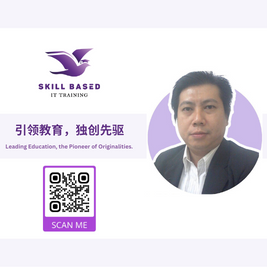 SKILL BASED
IT TRAINING
引领教育，独创先驱
Leading Education, the Pioneer of Originalities.
SCAN ME